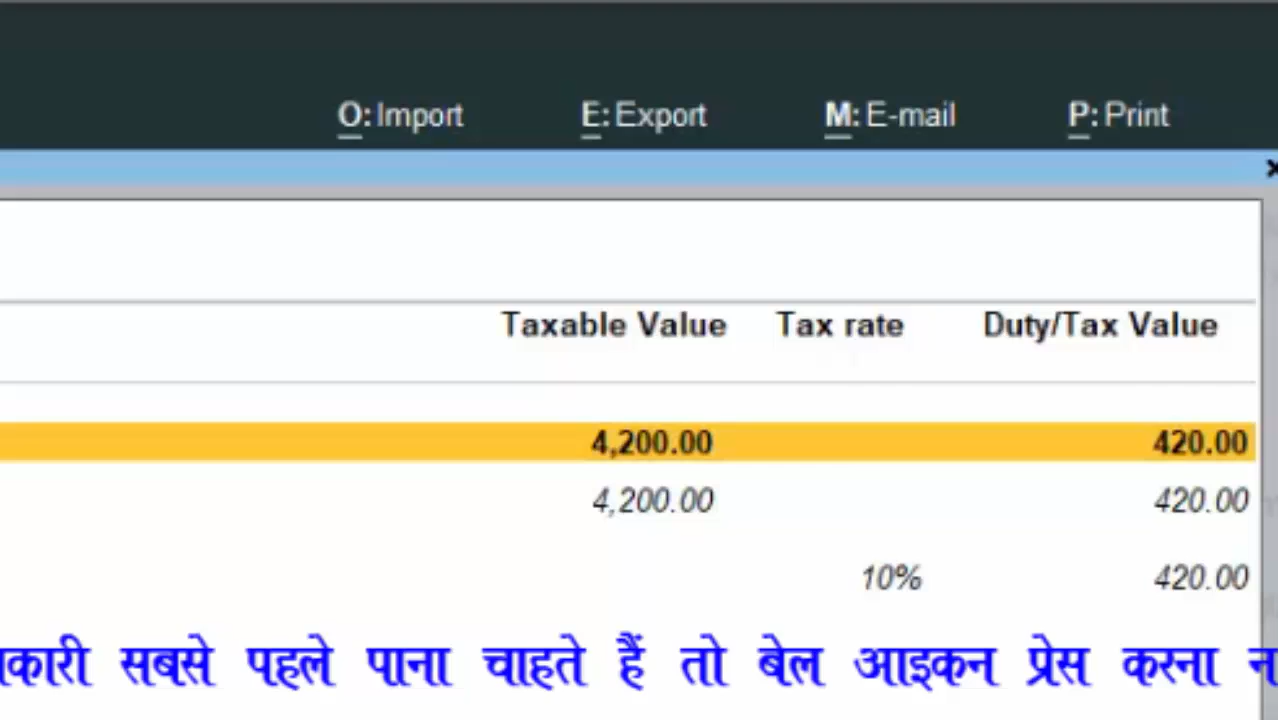 O: Import E: Export M: E-mail P: Print
Taxable Value Tax rate Duty/Tax Value
4,200.00 420.00
4,200.00 420.00
10% 420.00
सबसे पहले पाना चाहते हैं तो बेल आइकन प्रेस करना